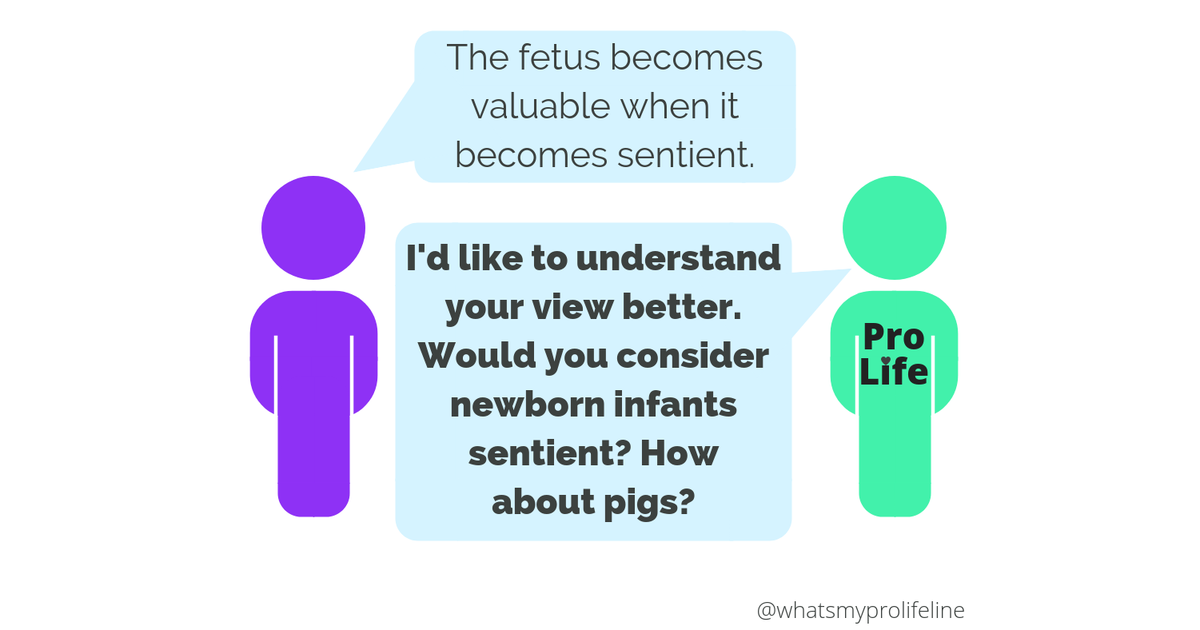 The fetus becomes
valuable when it
becomes sentient.
I'd like to understand
your view better.
Would you consider
newborn infants
sentient? How
about pigs?
Pro
Life
@whatsmyprolifeline